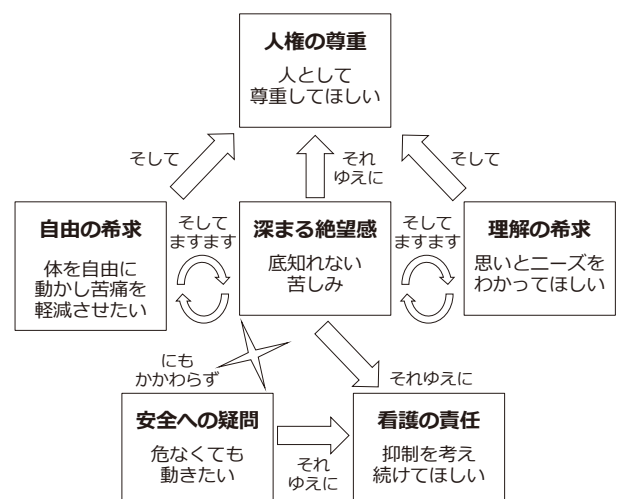 人権の尊重
人として
尊重してほしい
そして
それ
ゆえに
そして
自由の希求
体を自由に
動かし苦痛を
軽減させたい
そして
ますます
深まる絶望感
底知れない
苦しみ
そして
ますます
理解の希求
思いとニーズを
わかってほしい
にも
かかわらず
それゆえに
安全への疑問
危なくても
動きたい
それ
ゆえに
看護の責任
抑制を考え
続けてほしい